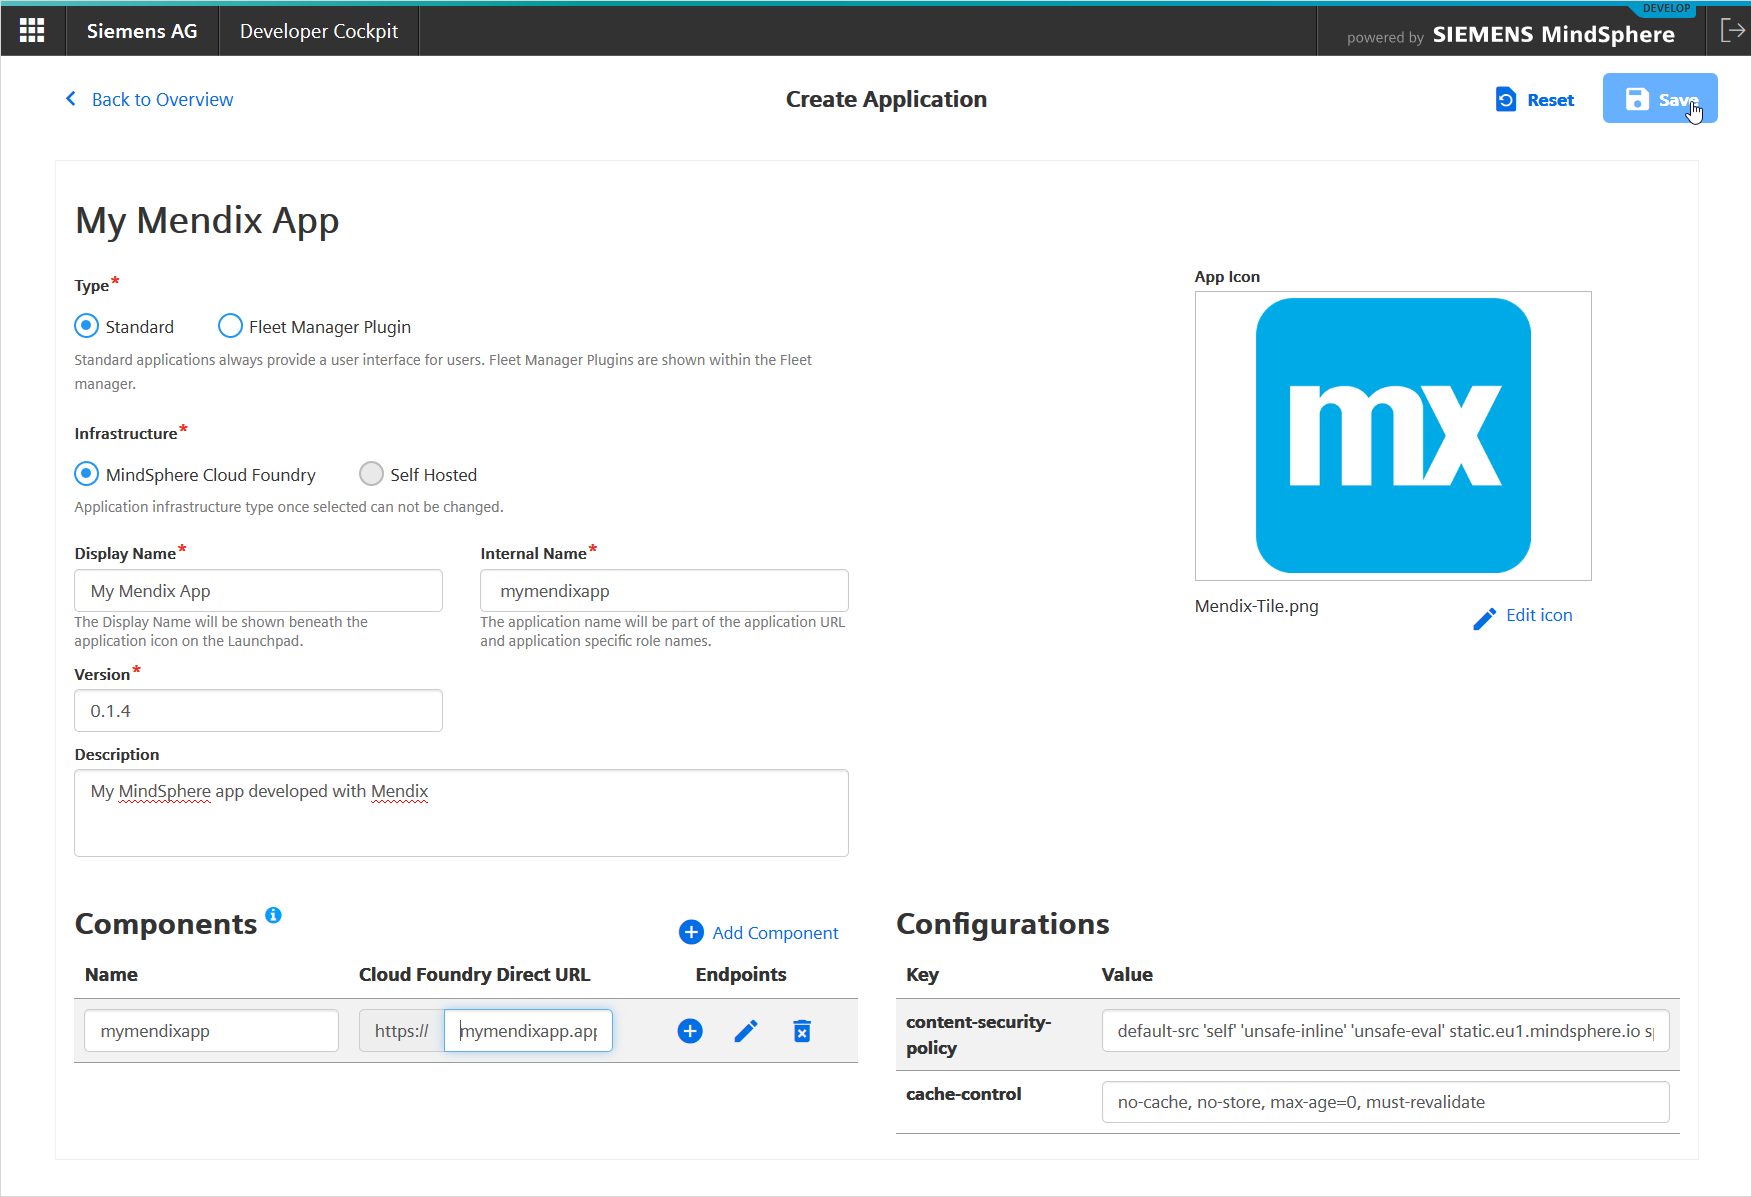 DEVELOP
Siemens AG
Developer Cockpit
powered by SIEMENS MindSphere
Back to Overview
Create Application
Reset
Save
My Mendix App
Type*
Standard
Fleet Manager Plugin
Standard applications always provide a user interface for users. Fleet Manager Plugins are shown within the Fleet
manager.
App Icon
mx
Mendix-Tile.png
Edit icon
Infrastructure*
MindSphere Cloud Foundry
Self Hosted
Application infrastructure type once selected can not be changed.
Display Name*
Internal Name*
My Mendix App
mymendixapp
The Display Name will be shown beneath the
application icon on the Launchpad.
The application name will be part of the application URL
and application specific role names.
Version*
0.1.4
Description
My MindSphere app developed with Mendix
Components
Add Component
Name
Cloud Foundry Direct URL
Endpoints
mymendixapp
https://
mymendixapp.app
Configurations
Key
Value
content-security-
policy
default-src 'self' 'unsafe-inline' 'unsafe-eval' static.eu1.mindsphere.io
cache-control
no-cache, no-store, max-age=0, must-revalidate